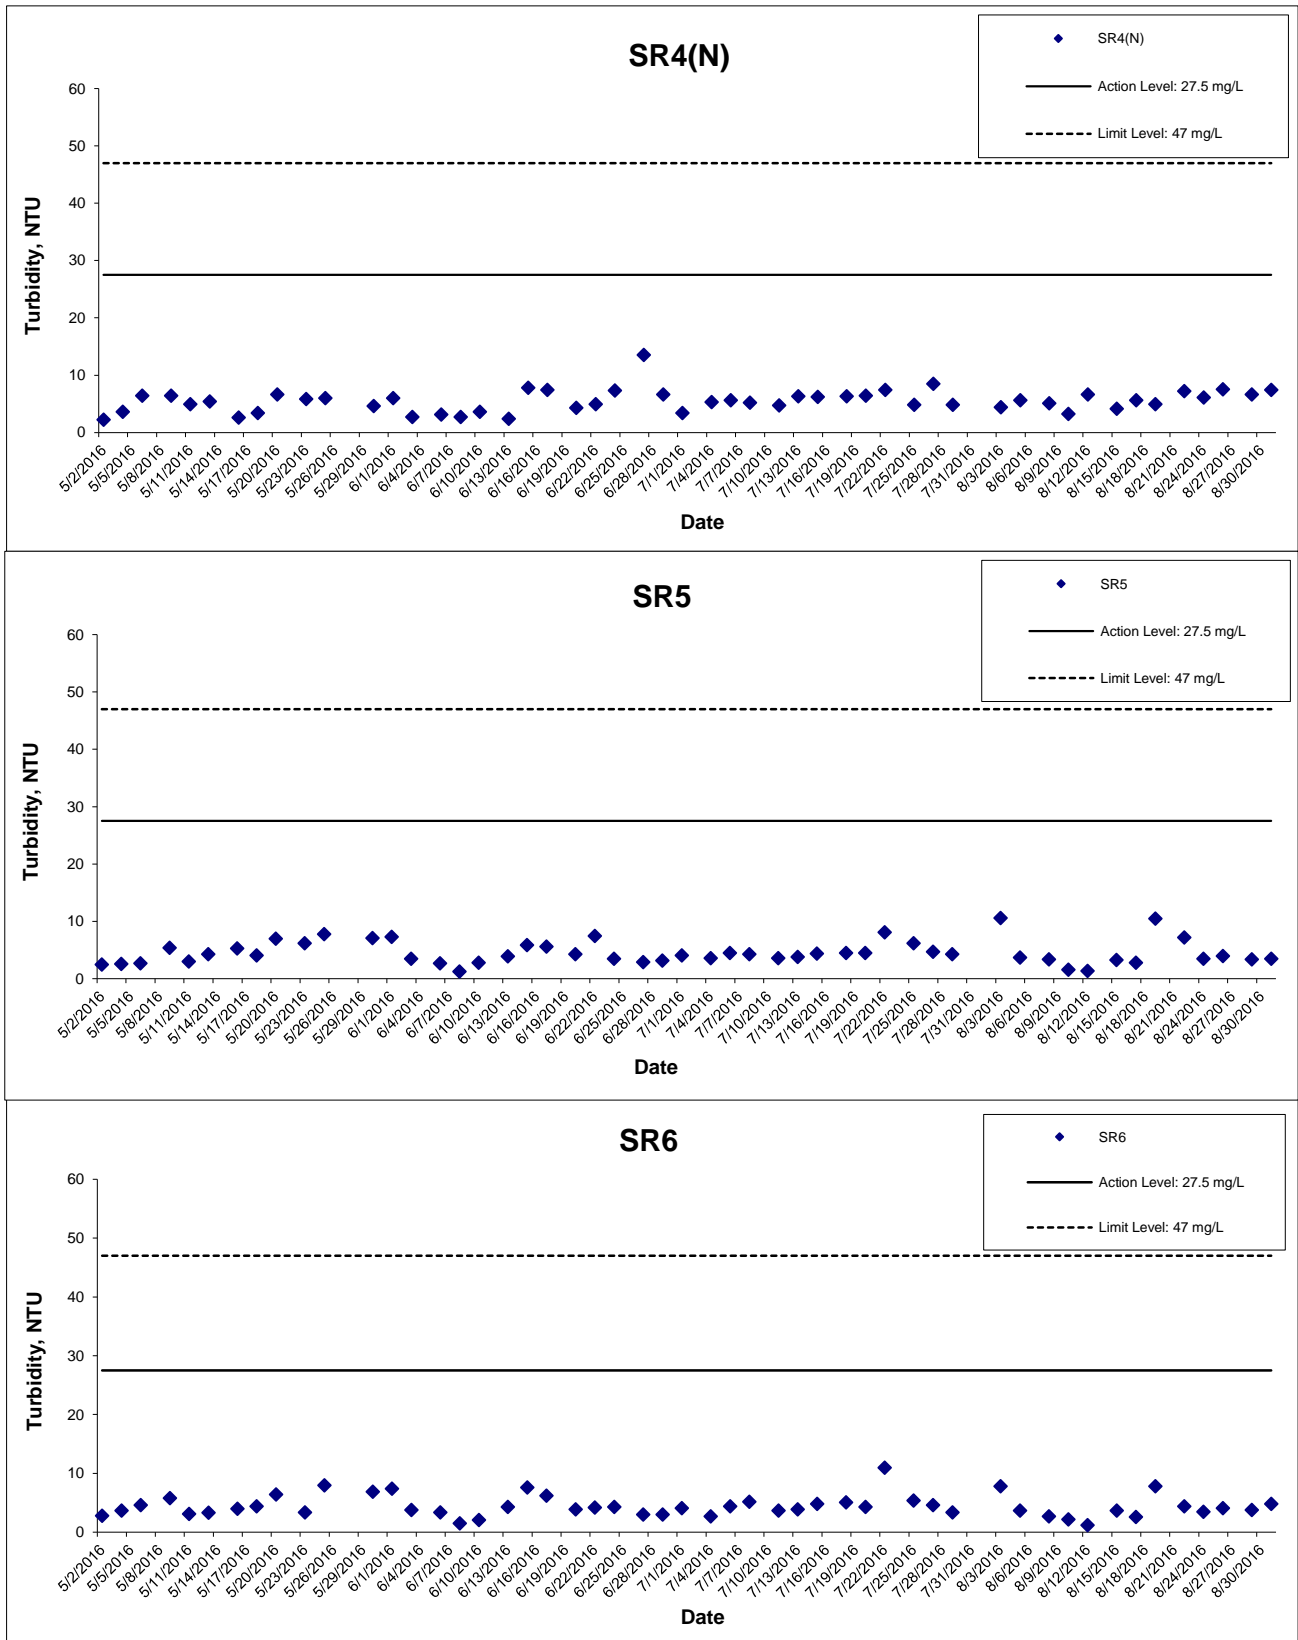 SR4(N)
SR4(N)
Action Level: 27.5 mg/L
Limit Level: 47 mg/L
60
50
40
30
20
10
0
Turbidity, NTU
5/2/2016 5/5/2016 5/8/2016 5/11/2016 5/14/2016 5/17/2016 5/20/2016 5/23/2016 5/26/2016 5/29/2016 6/1/2016 6/4/2016 6/7/2016 6/10/2016 6/13/2016 6/16/2016 6/19/2016 6/22/2016 6/25/2016 6/28/2016 7/1/2016 7/4/2016 7/7/2016 7/10/2016 7/13/2016 7/16/2016 7/19/2016 7/22/2016 7/25/2016 7/28/2016 7/31/2016 8/3/2016 8/6/2016 8/9/2016 8/12/2016 8/15/2016 8/18/2016 8/21/2016 8/24/2016 8/27/2016 8/30/2016
Date
SR5
SR5
Action Level: 27.5 mg/L
Limit Level: 47 mg/L
60
50
40
30
20
10
0
Turbidity, NTU
5/2/2016 5/5/2016 5/8/2016 5/11/2016 5/14/2016 5/17/2016 5/20/2016 5/23/2016 5/26/2016 5/29/2016 6/1/2016 6/4/2016 6/7/2016 6/10/2016 6/13/2016 6/16/2016 6/19/2016 6/22/2016 6/25/2016 6/28/2016 7/1/2016 7/4/2016 7/7/2016 7/10/2016 7/13/2016 7/16/2016 7/19/2016 7/22/2016 7/25/2016 7/28/2016 7/31/2016 8/3/2016 8/6/2016 8/9/2016 8/12/2016 8/15/2016 8/18/2016 8/21/2016 8/24/2016 8/27/2016 8/30/2016
Date
SR6
SR6
Action Level: 27.5 mg/L
Limit Level: 47 mg/L
60
50
40
30
20
10
0
Turbidity, NTU
5/2/2016 5/5/2016 5/8/2016 5/11/2016 5/14/2016 5/17/2016 5/20/2016 5/23/2016 5/26/2016 5/29/2016 6/1/2016 6/4/2016 6/7/2016 6/10/2016 6/13/2016 6/16/2016 6/19/2016 6/22/2016 6/25/2016 6/28/2016 7/1/2016 7/4/2016 7/7/2016 7/10/2016 7/13/2016 7/16/2016 7/19/2016 7/22/2016 7/25/2016 7/28/2016 7/31/2016 8/3/2016 8/6/2016 8/9/2016 8/12/2016 8/15/2016 8/18/2016 8/21/2016 8/24/2016 8/27/2016 8/30/2016
Date